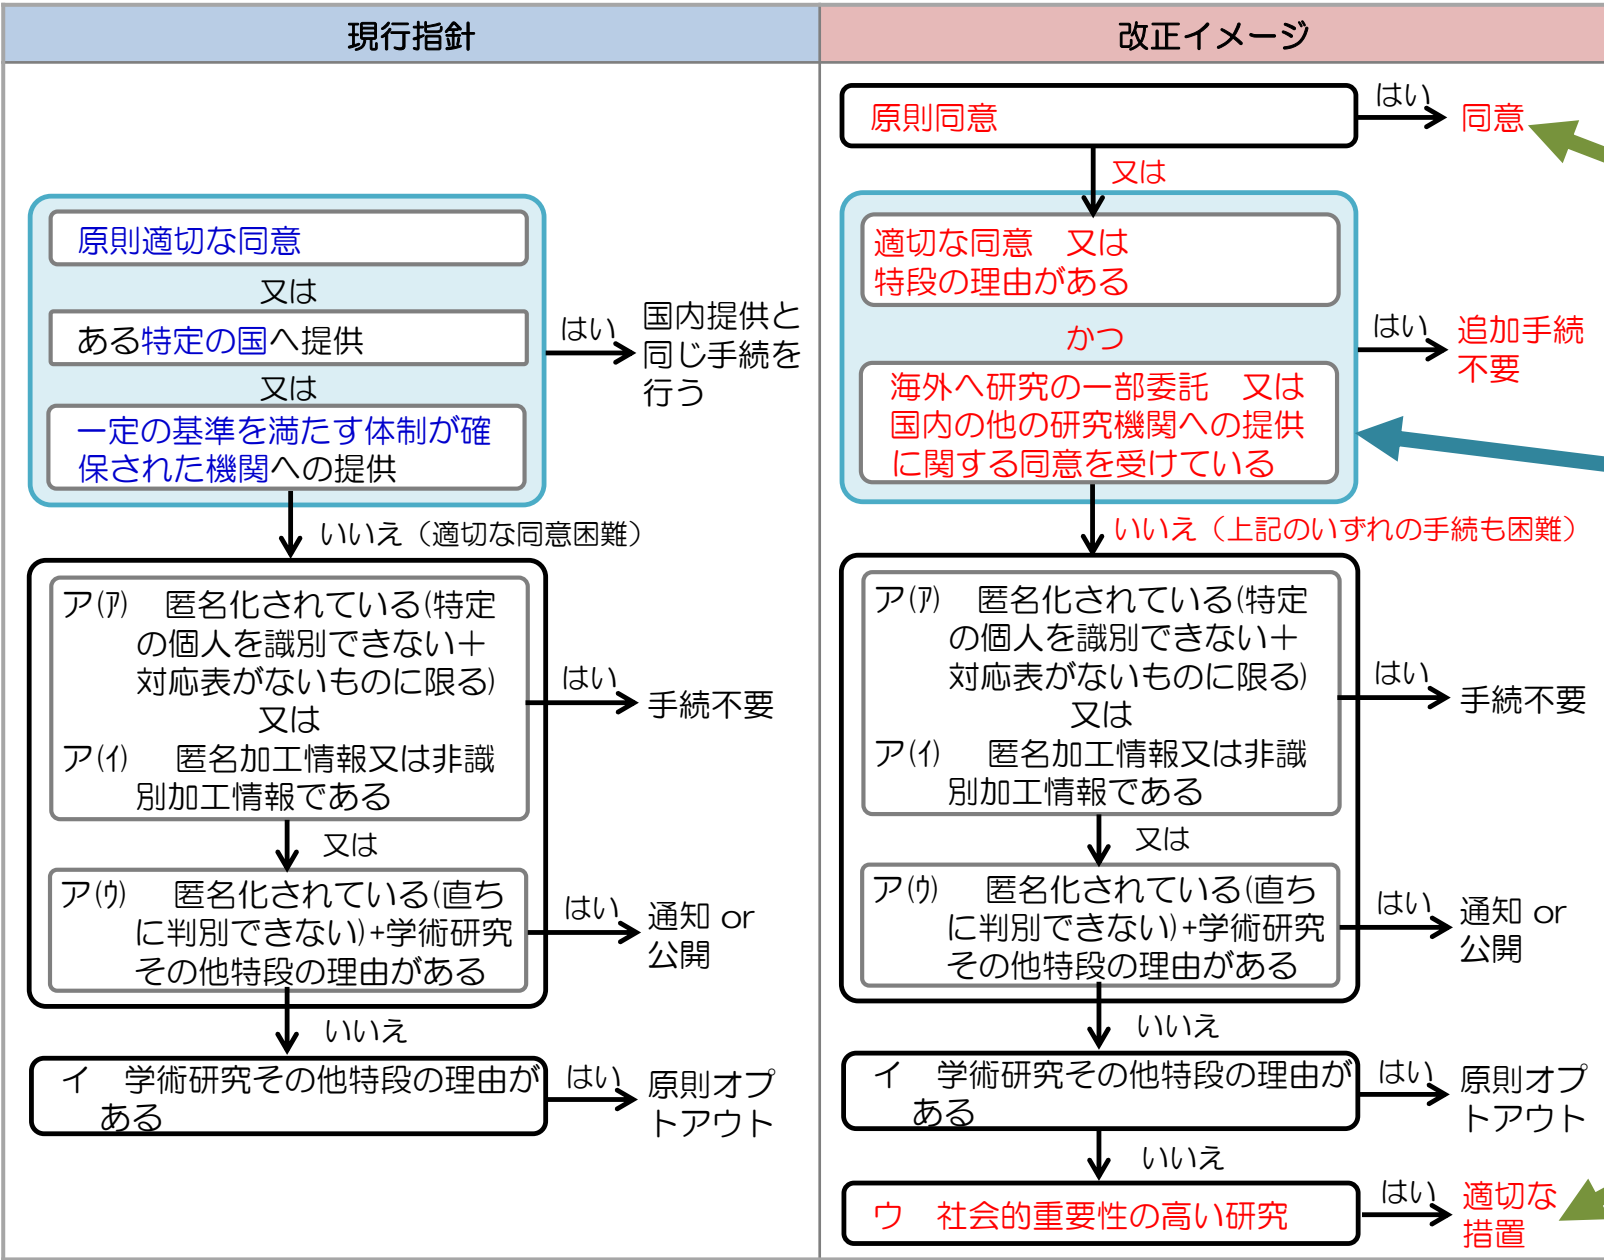 現行指針
原則適切な同意
又は
ある特定の国へ提供
又は
一定の基準を満たす体制が確
保された機関への提供
はい
国内提供と
同じ手続を
行う
いいえ（適切な同意困難）
ア(ｱ)　匿名化されている(特定
の個人を識別できない＋
対応表がないものに限る)
又は
ア(ｲ)　匿名加工情報又は非識
別加工情報である
はい
手続不要
又は
ア(ｳ)　匿名化されている(直ち
に判別できない)+学術研究
その他特段の理由がある
はい
通知 or
公開
いいえ
イ　学術研究その他特段の理由が
ある
はい
原則オプ
トアウト
改正イメージ
原則同意
はい
同意
又は
適切な同意　又は
特段の理由がある
かつ
海外へ研究の一部委託　又は
国内の他の研究機関への提供
に関する同意を受けている
はい
追加手続
不要
いいえ（上記のいずれの手続も困難）
ア(ｱ)　匿名化されている(特定
の個人を識別できない＋
対応表がないものに限る)
又は
ア(ｲ)　匿名加工情報又は非識
別加工情報である
はい
手続不要
又は
ア(ｳ)　匿名化されている(直ち
に判別できない)+学術研究
その他特段の理由がある
はい
通知 or
公開
いいえ
イ　学術研究その他特段の理由が
ある
はい
原則オプ
トアウト
いいえ
ウ　社会的重要性の高い研究
はい
適切な
措置